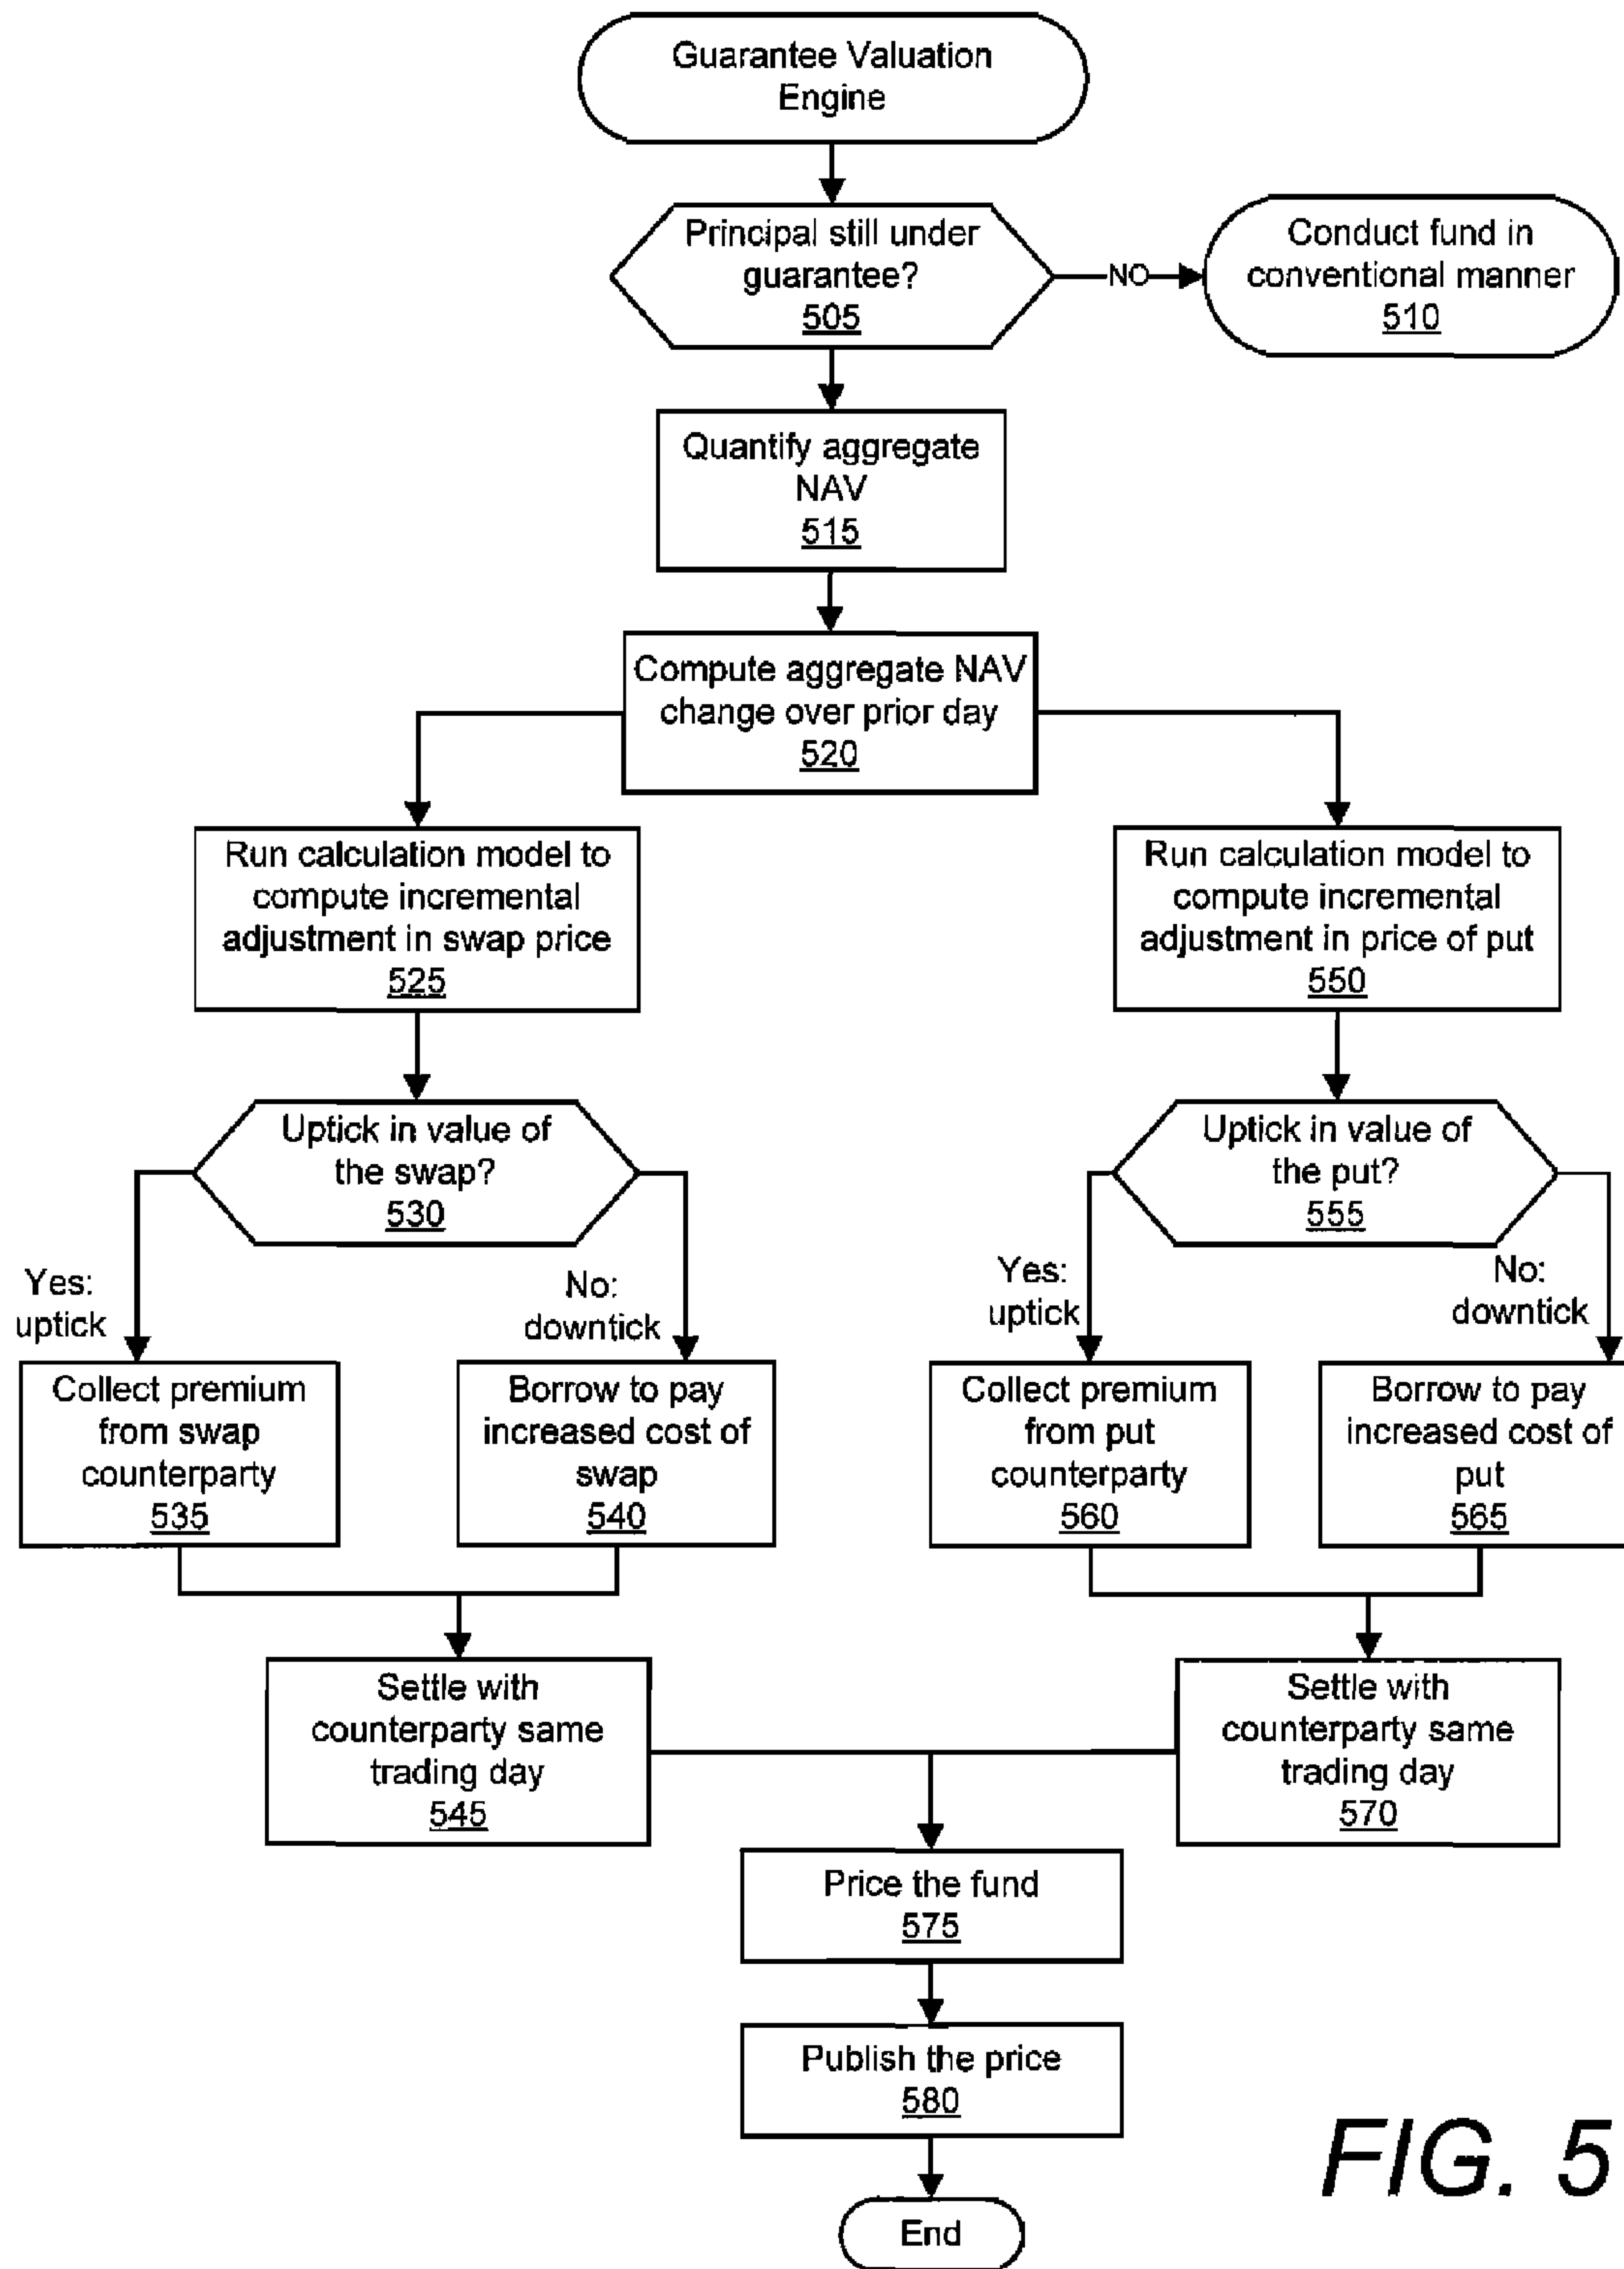 Guarantee Valuation
Engine
Principal still under
guarantee?
505
NO
Conduct fund in
conventional manner
510
Quantify aggregate
NAV
515
Compute aggregate NAV
change over prior day
520
Run calculation model to
compute incremental
adjustment in swap price
525
Run calculation model to
compute incremental
adjustment in price of put
550
Uptick in value of
the swap?
530
Uptick in value of
the put?
555
Yes:
uptick
No:
downtick
Yes:
uptick
No:
downtick
Collect premium
from swap
counterparty
535
Borrow to pay
increased cost of
swap
540
Collect premium
from put
counterparty
560
Borrow to pay
increased cost of
put
565
Settle with
counterparty same
trading day
545
Settle with
counterparty same
trading day
570
Price the fund
575
Publish the price
580
End
FIG. 5